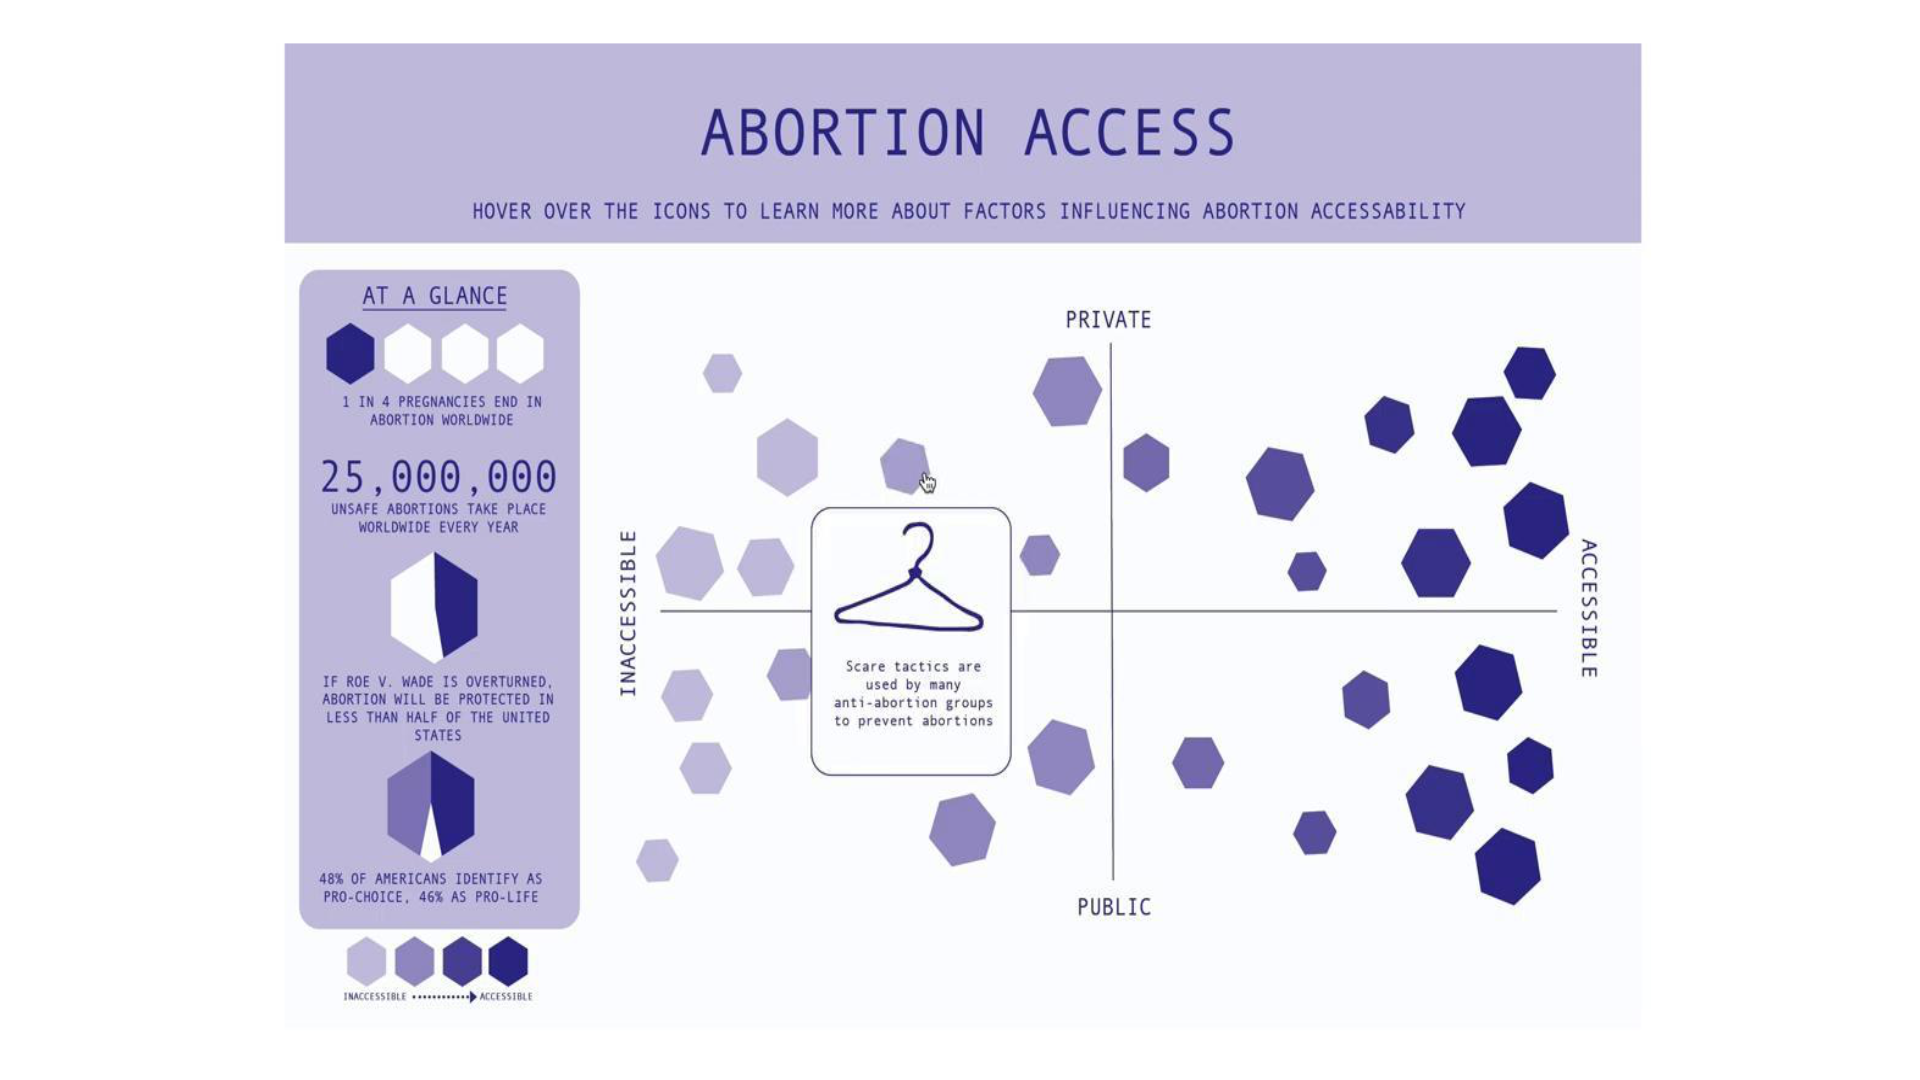 ABORTION ACCESS
HOVER OVER THE ICONS TO LEARN MORE ABOUT FACTORS INFLUENCING ABORTION ACCESSABILITY
AT A GLANCE
1 IN 4 PREGNANCIES END IN
ABORTION WORLDWIDE
25,000,000
UNSAFE ABORTIONS TAKE PLACE
WORLDWIDE EVERY YEAR
IF ROE V. WADE IS OVERTURNED,
ABORTION WILL BE PROTECTED IN
LESS THAN HALF OF THE UNITED
STATES
48% OF AMERICANS IDENTIFY AS
PRO-CHOICE, 46% AS PRO-LIFE
INACCESSIBLE
ACCESSIBLE
PRIVATE
INACCESSIBLE
ACCESSIBLE
Scare tactics are
used by many
anti-abortion groups
to prevent abortions
PUBLIC